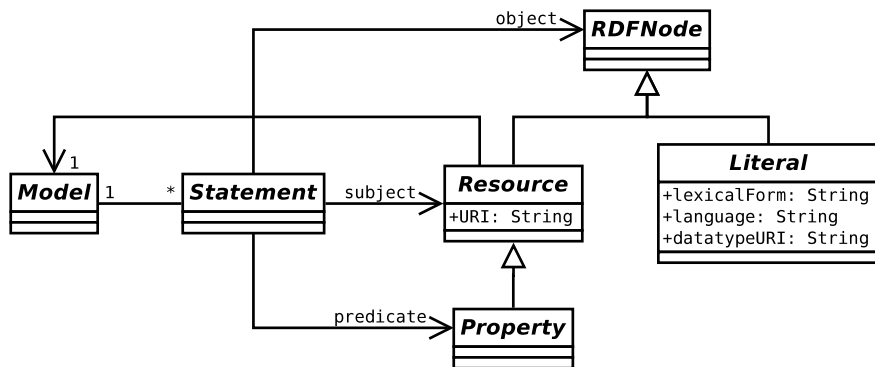 object
RDFNode
1
Model
1
*
Statement
subject
Resource
+URI: String
Literal
+lexicalForm: String
+language: String
+datatypeURI: String
predicate
Property